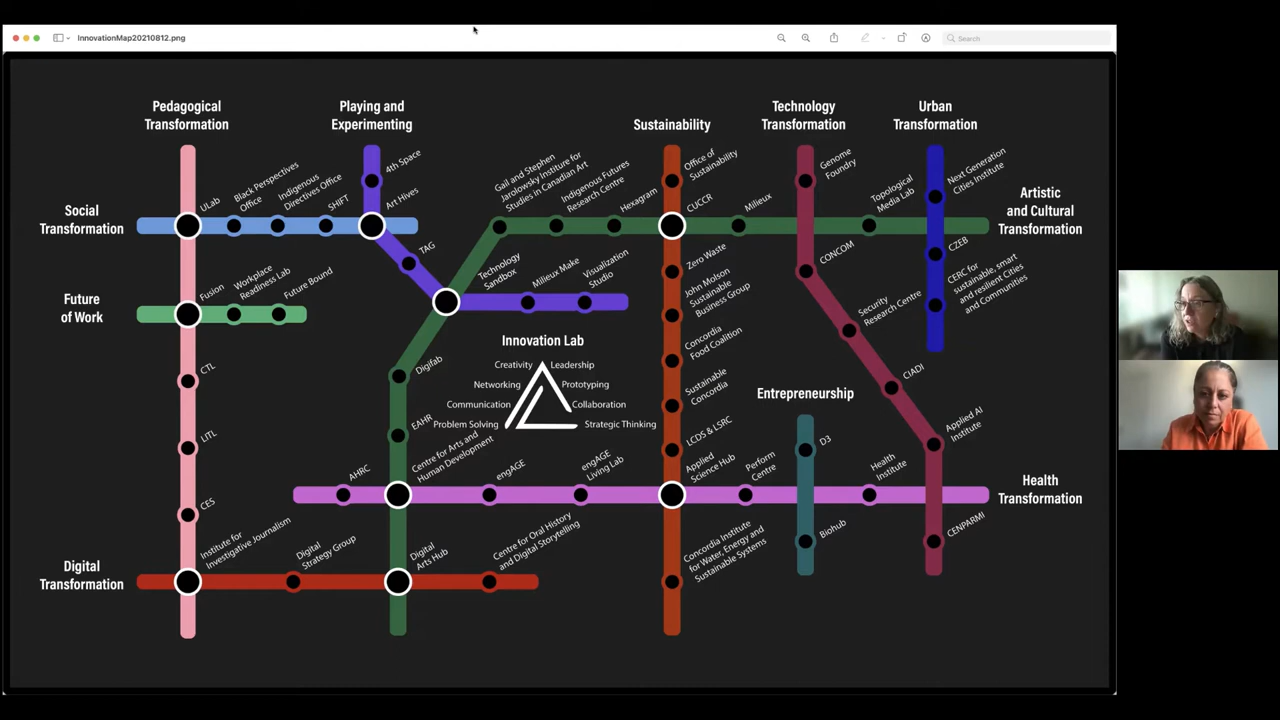 InnovationMap20210812.png
Search
Pedagogical
Transformation
Playing and
Experimenting
Sustainability
Technology
Transformation
Urban
Transformation
Social
Transformation
ULab
Black Perspectives
Office
Indigenous
Directives Office
SHIFT
4th Space
Art Hives
TAG
Gail and Stephen
Jarolowsky Institute for
Studies in Canadian Art
Indigenous Futures
Research Centre
Hexagram
Office of
Sustainability
CUCCR
Milieux
Genome
Foundry
Topological
Media Lab
Next Generation
Cities Institute
CZEB
CERC for
sustainable, smart
and resilient Cities
and Communities
Artistic
and Cultural
Transformation
Future
of Work
Fusion
Workplace
Readiness Lab
Future Bound
Technology
Sandbox
Milieux Make
Visualization
Studio
Zero Waste
John Molson
Sustainable
Business Group
Concordia
Food Coalition
Sustainable
Concordia
LCDS & LSRC
CONCOM
Security
Research Centre
CIADI
Applied AI
Institute
Innovation Lab
Creativity
Leadership
Networking
Prototyping
Communication
Collaboration
Problem Solving
Strategic Thinking
CTL
LITL
CES
Digifab
EAHR
Entrepreneurship
D3
Biohub
AHRC
Centre for Arts and
Human Development
engAGE
engAGE
Living Lab
Applied
Science Hub
Perform
Centre
Health
Institute
CENPARMI
Health
Transformation
Digital
Transformation
Institute for
Investigative Journalism
Digital
Strategy Group
Digital
Arts Hub
Centre for Oral History
and Digital Storytelling
Concordia Institute
for Water, Energy and
Sustainable Systems